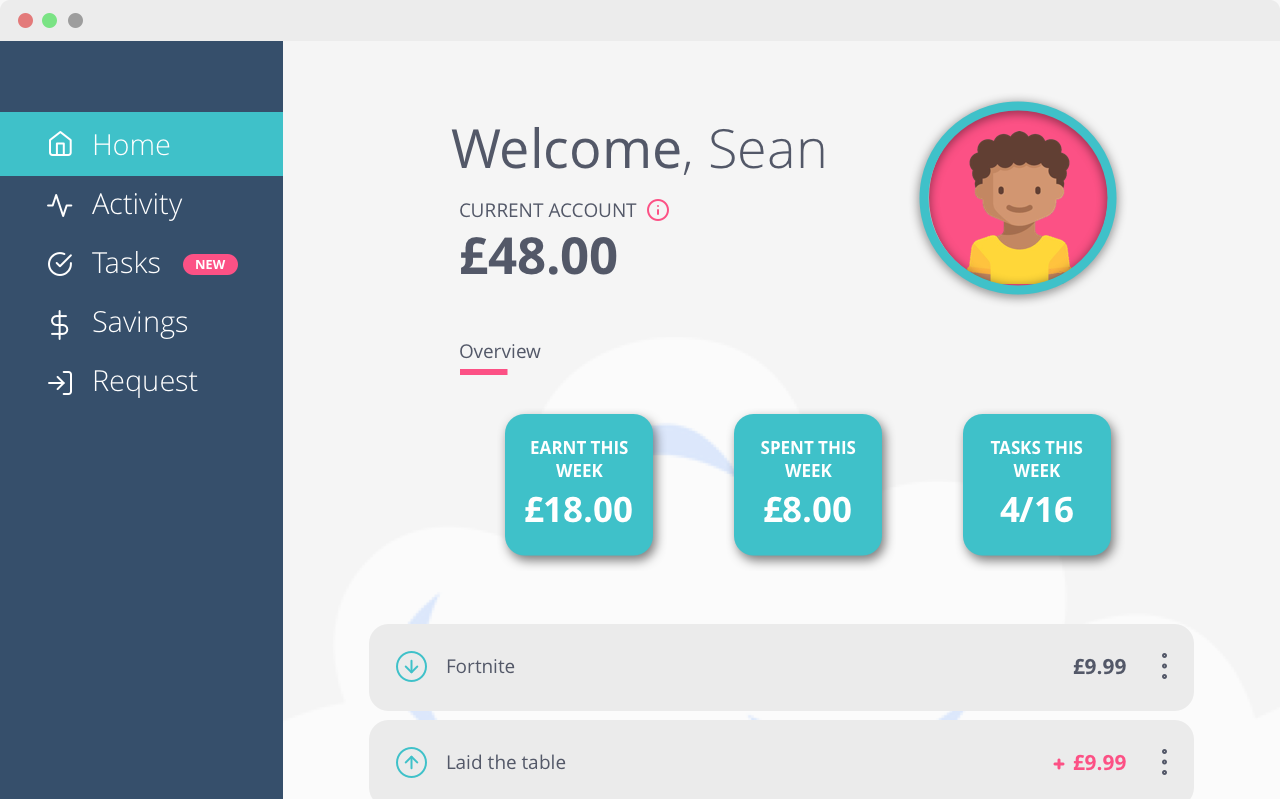 Home
Activity
Tasks NEW
Savings
Request
Welcome, Sean
CURRENT ACCOUNT
£48.00
Overview
EARNT THIS
WEEK
£18.00
SPENT THIS
WEEK
£8.00
TASKS THIS
WEEK
4/16
Fortnite £9.99
Laid the table + £9.99